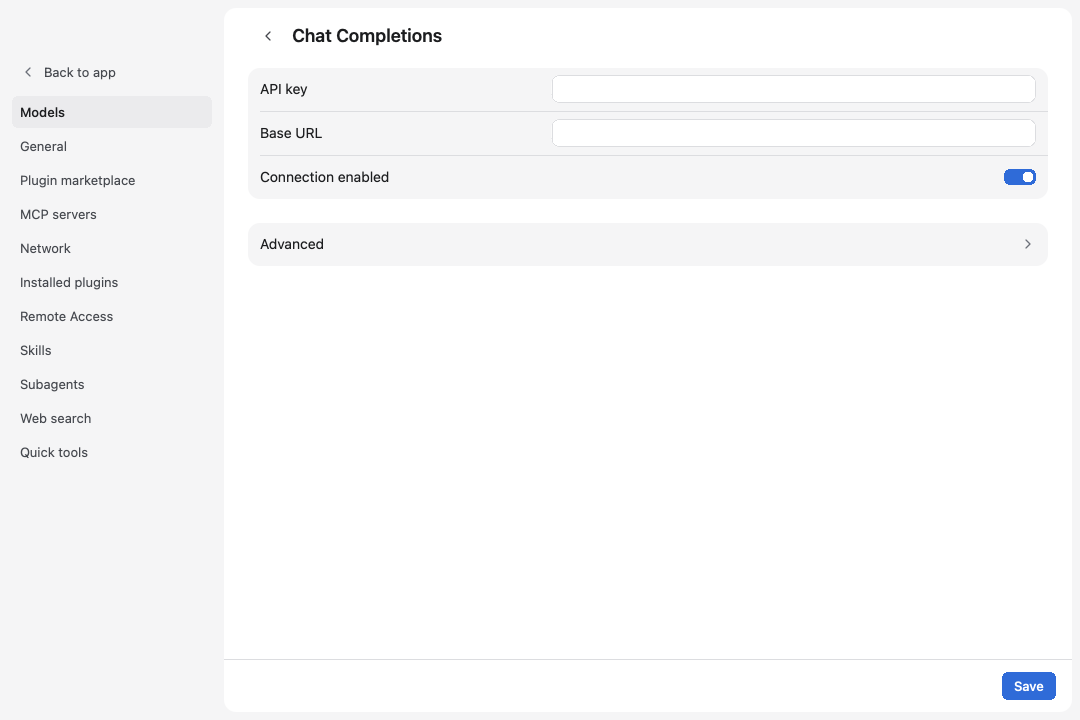 Back to app
Models
General
Plugin marketplace
MCP servers
Network
Installed plugins
Remote Access
Skills
Subagents
Web search
Quick tools
Chat Completions
API key
Base URL
Connection enabled
Advanced
Save